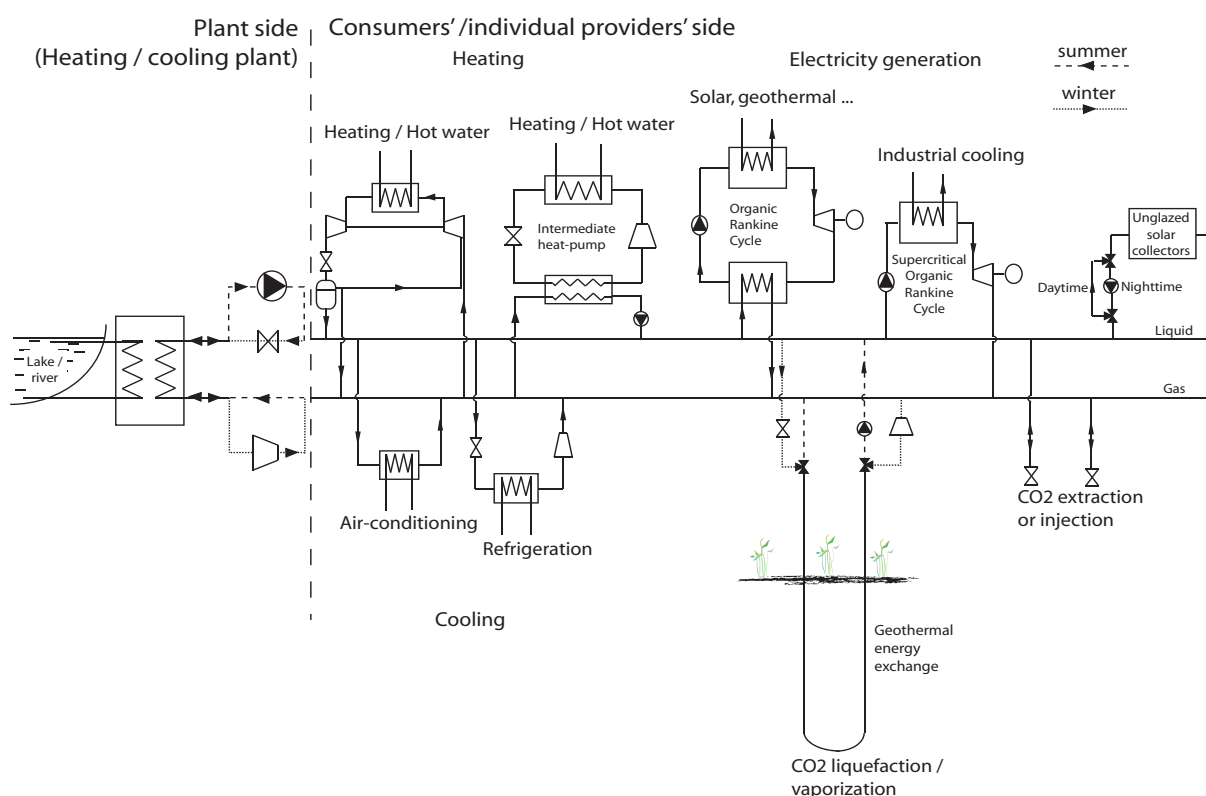 Plant side
(Heating / cooling plant)
Consumers’ /individual providers’ side
Heating
Electricity generation
summer
winter
Solar, geothermal ...
Heating / Hot water
Heating / Hot water
Industrial cooling
Intermediate
heat-pump
Organic
Rankine
Cycle
Supercritical
Organic
Rankine
Cycle
Unglazed
solar
collectors
Daytime
Nighttime
Liquid
Lake /
river
Gas
Air-conditioning
Refrigeration
CO2 extraction
or injection
Cooling
Geothermal
energy
exchange
CO2 liquefaction /
vaporization